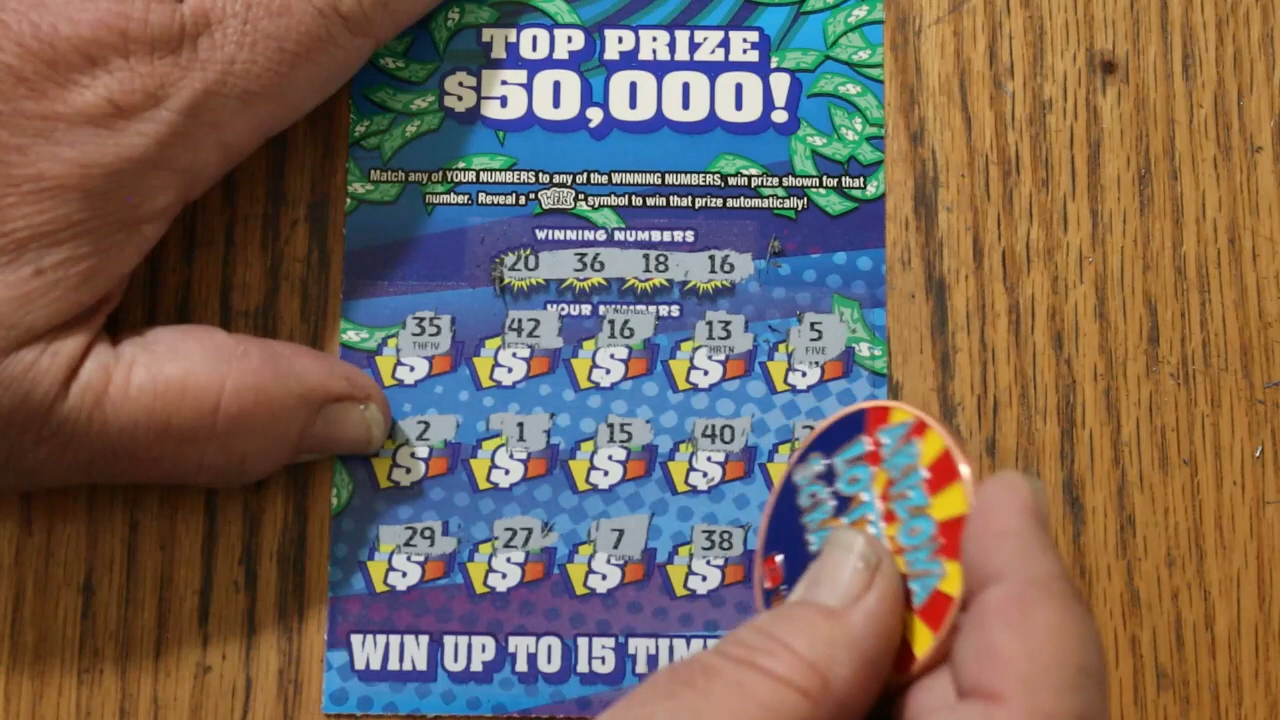 TOP PRIZE
$50,000!
Match any of YOUR NUMBERS to any of the WINNING NUMBERS, win prize shown for that
number. Reveal a "Wild" symbol to win that prize automatically!
WINNING NUMBERS
20 36 18 16
YOUR NUMBERS
35 42 16 13 5
THFIV FIVE
$ $ $ $ $
2 1 15 40
$ $ $ $
29 27 7 38
$ $ $ $
WIN UP TO 15